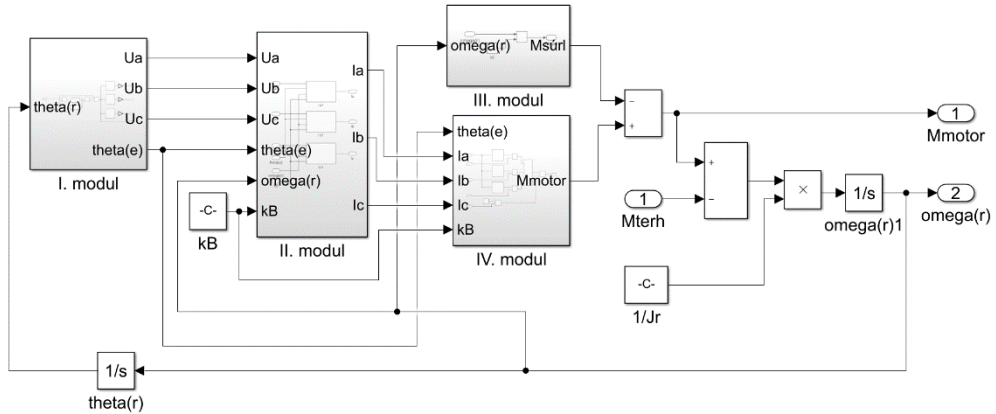 theta(r)
Ua
Ub
Uc
theta(e)
I. modul
Ua
Ub
Uc
theta(e)
omega(r)
kB
Ia
Ib
Ic
II. modul
-C-
kB
omega(r)
Msurl
III. modul
theta(e)
Ia
Ib
Ic
kB
Mmotor
IV. modul
1
Mmotor
1
Mterh
×
1/s
omega(r)1
2
omega(r)
-C-
1/Jr
1/s
theta(r)